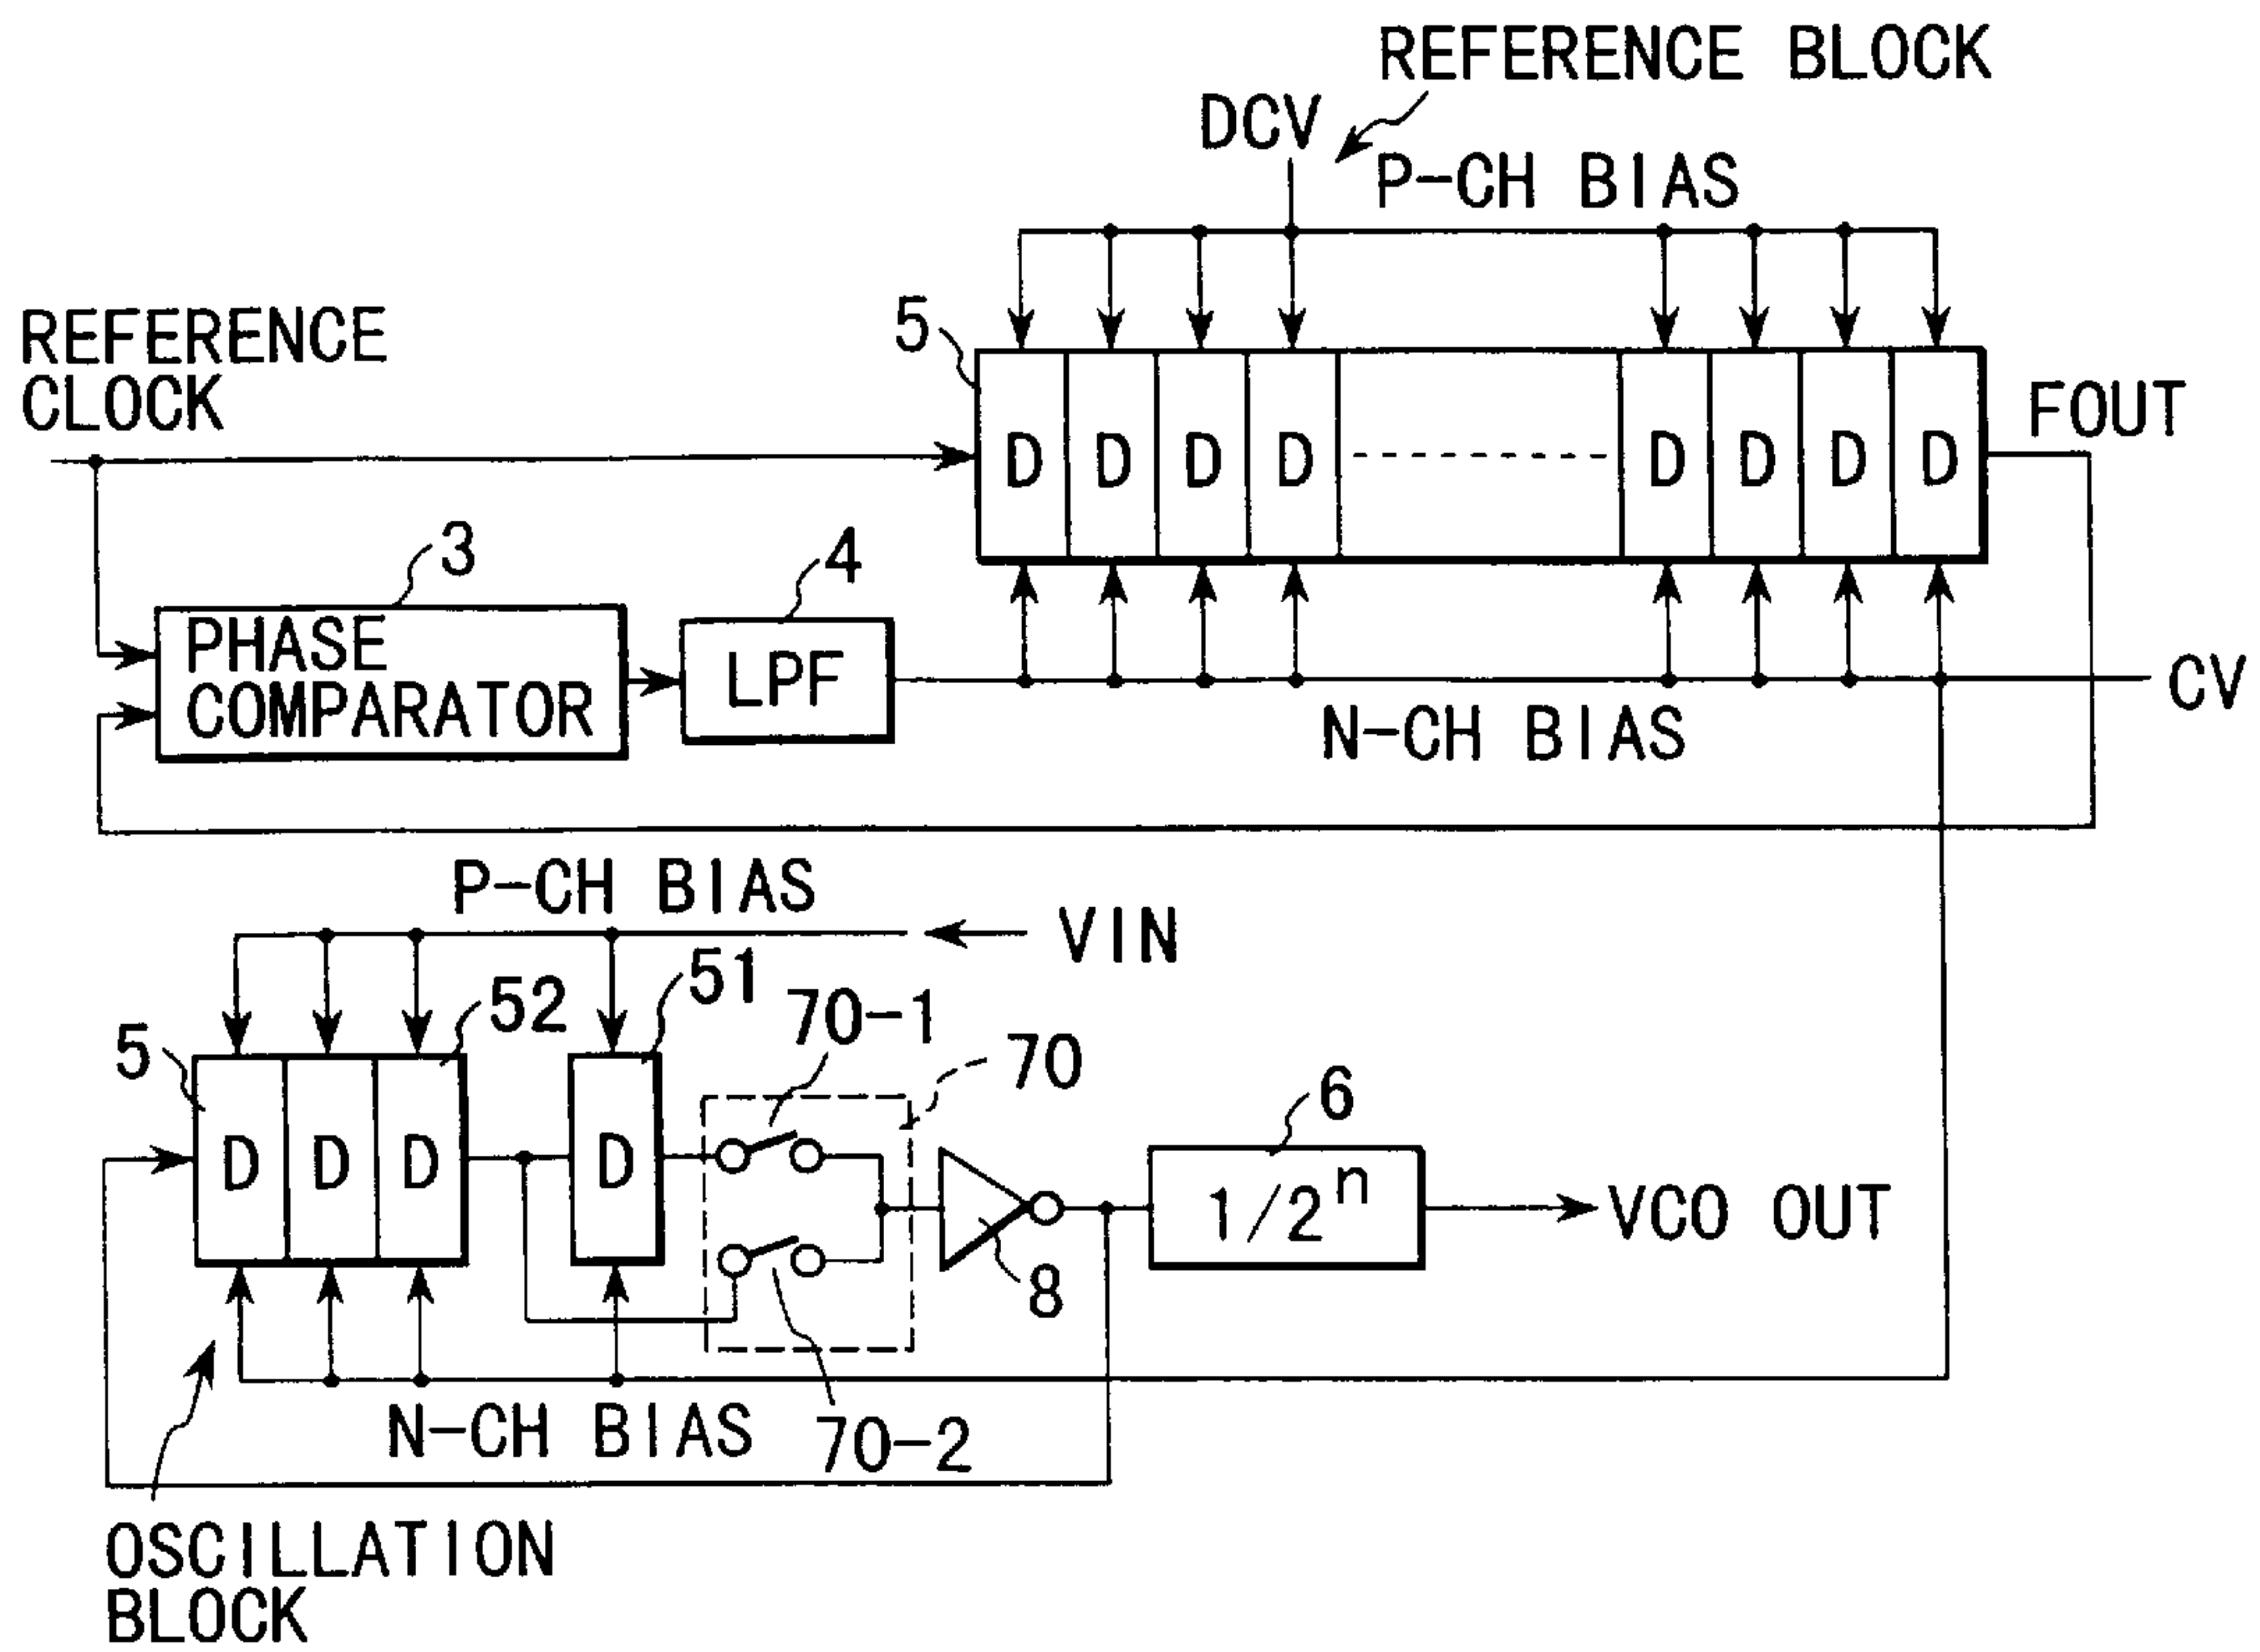 REFERENCE BLOCK
DCV
P-CH BIAS
REFERENCE
CLOCK
5
D D D D D D D D
FOUT
3
PHASE
COMPARATOR
4
LPF
CV
N-CH BIAS
P-CH BIAS
VIN
51
52
70-1
70
5
6
D D D
D
1/2ⁿ
VCO OUT
8
N-CH BIAS
70-2
OSCILLATION
BLOCK